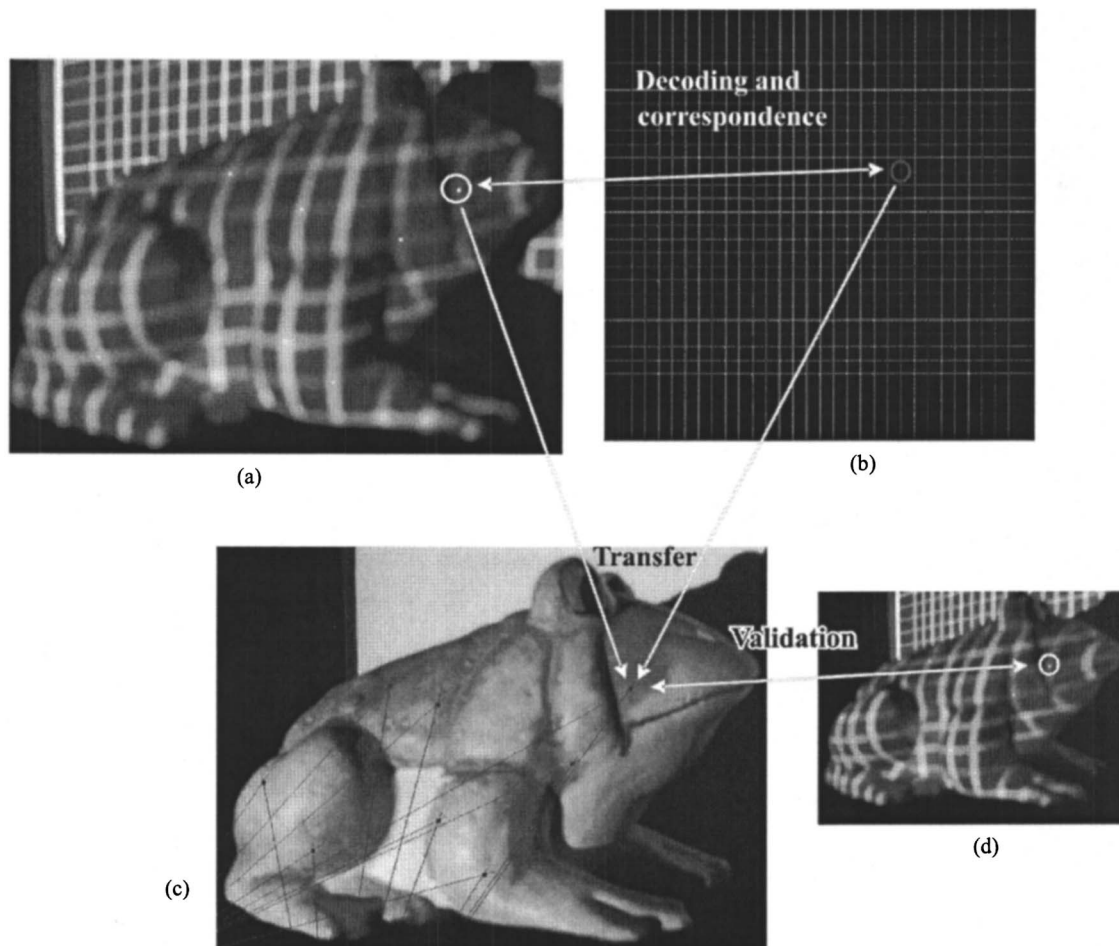 Decoding and
correspondence
(a)
(b)
Transfer
Validation
(c)
(d)